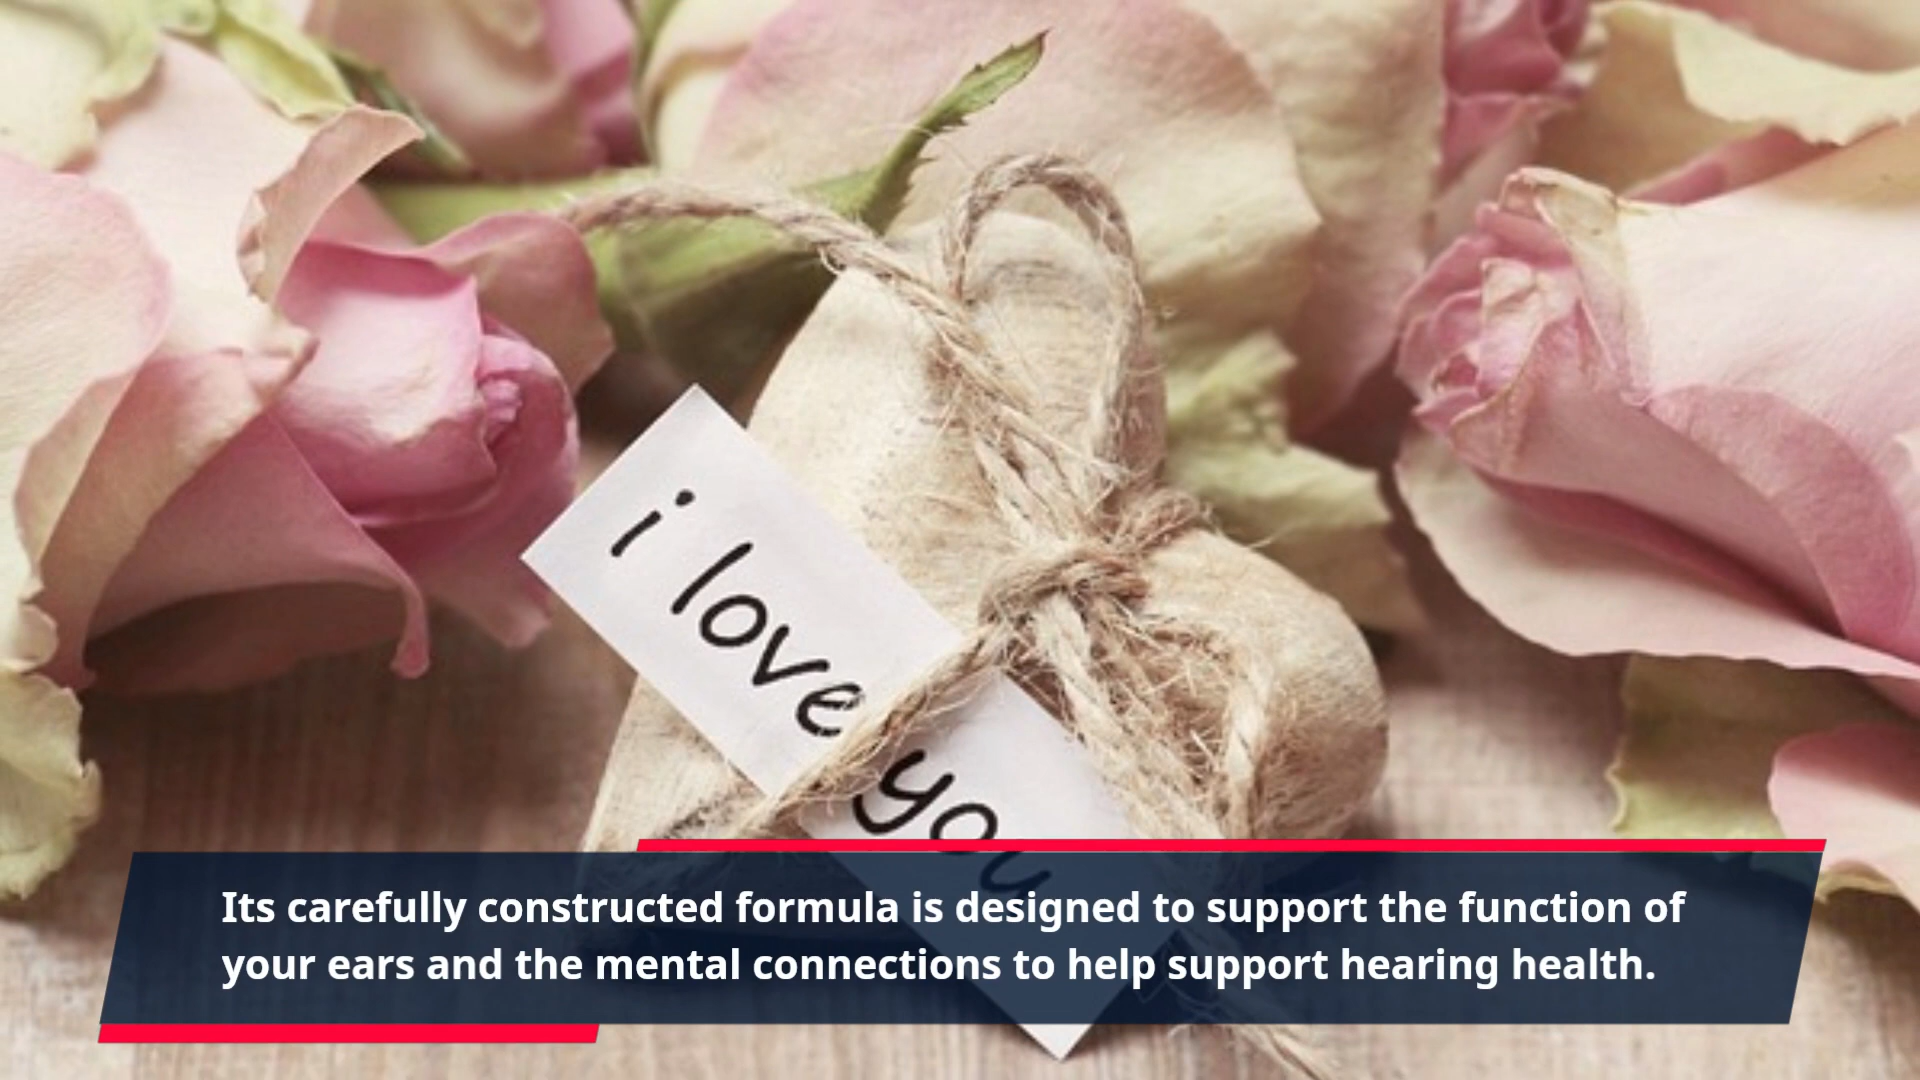 i love you
Its carefully constructed formula is designed to support the function of
your ears and the mental connections to help support hearing health.